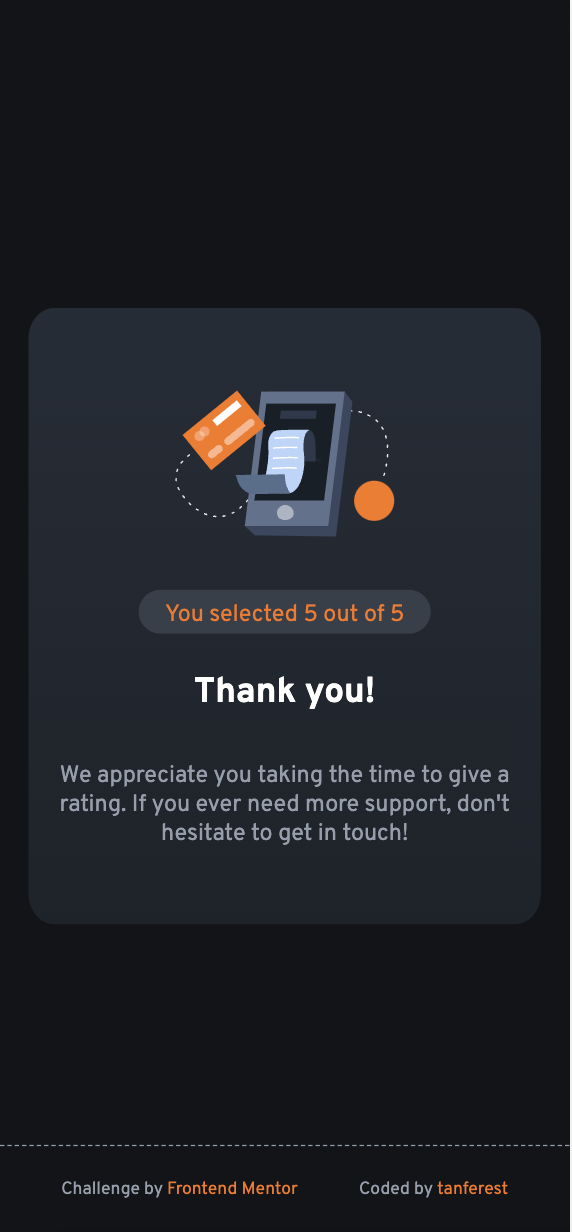 You selected 5 out of 5
Thank you!
We appreciate you taking the time to give a
rating. If you ever need more support, don't
hesitate to get in touch!
Challenge by Frontend Mentor
Coded by tanferest